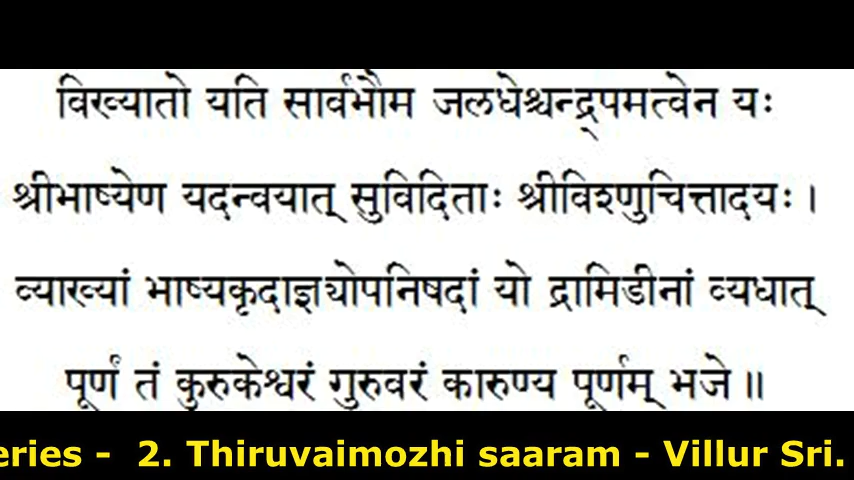 विख्यातो यति सार्वभौम जलधेश्चन्द्रपमत्वेन यः
श्रीभाष्येण यदन्वयात् सुविदिताः श्रीविश्णुचित्तादयः ।
व्याख्यां भाष्यकृदाज्ञ्योपनिषदां यो द्रामिडीनां व्यधात्
पूर्णं तं कुरुकेश्वरं गुरुवरं कारुण्य पूर्णम् भजे ॥
eries - 2. Thiruvaimozhi saaram - Villur Sri.